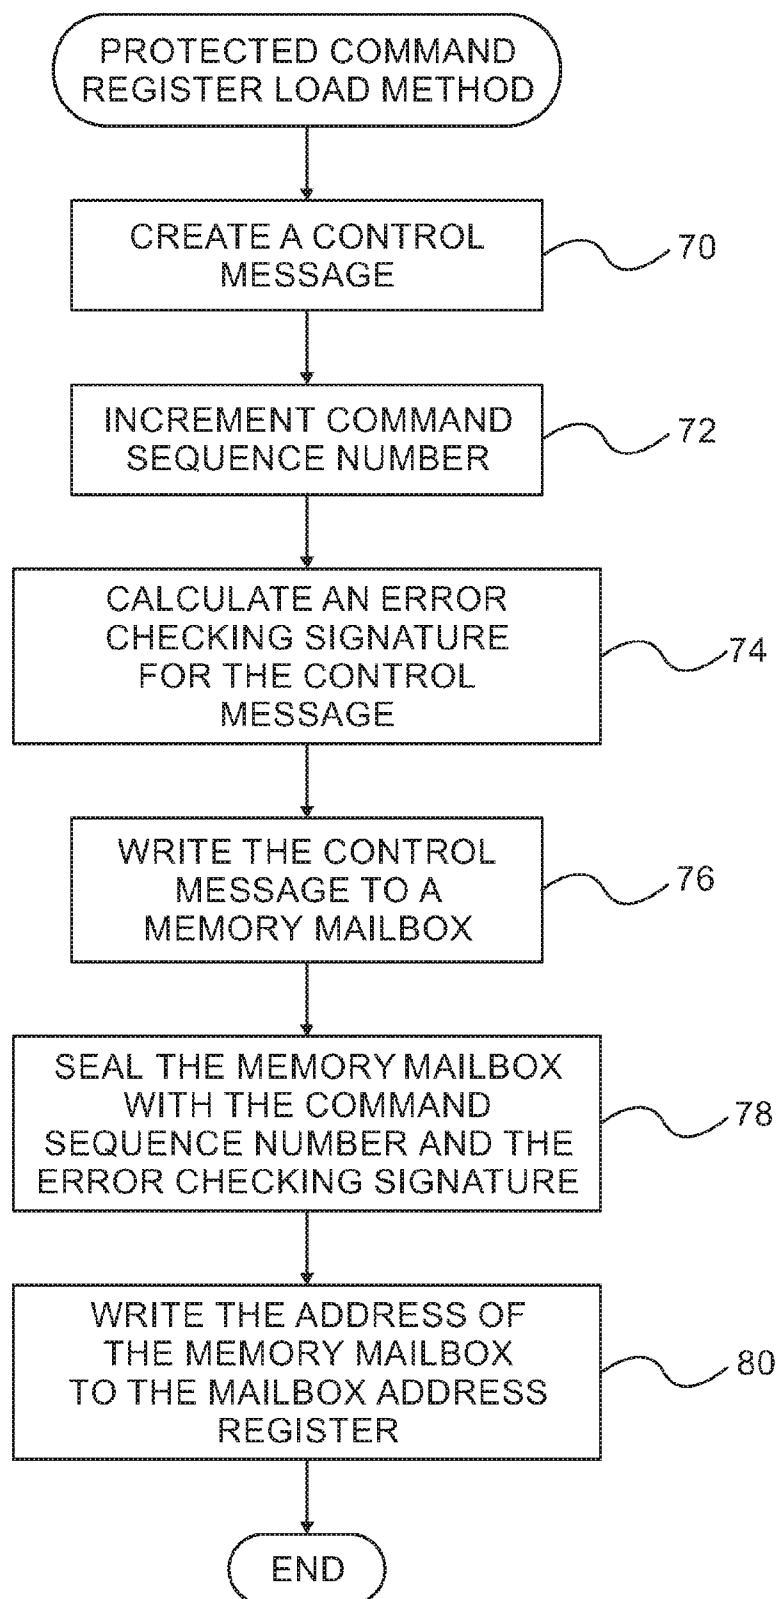 PROTECTED COMMAND
REGISTER LOAD METHOD
CREATE A CONTROL
MESSAGE
70
INCREMENT COMMAND
SEQUENCE NUMBER
72
CALCULATE AN ERROR
CHECKING SIGNATURE
FOR THE CONTROL
MESSAGE
74
WRITE THE CONTROL
MESSAGE TO A
MEMORY MAILBOX
76
SEAL THE MEMORY MAILBOX
WITH THE COMMAND
SEQUENCE NUMBER AND THE
ERROR CHECKING SIGNATURE
78
WRITE THE ADDRESS OF
THE MEMORY MAILBOX
TO THE MAILBOX ADDRESS
REGISTER
80
END